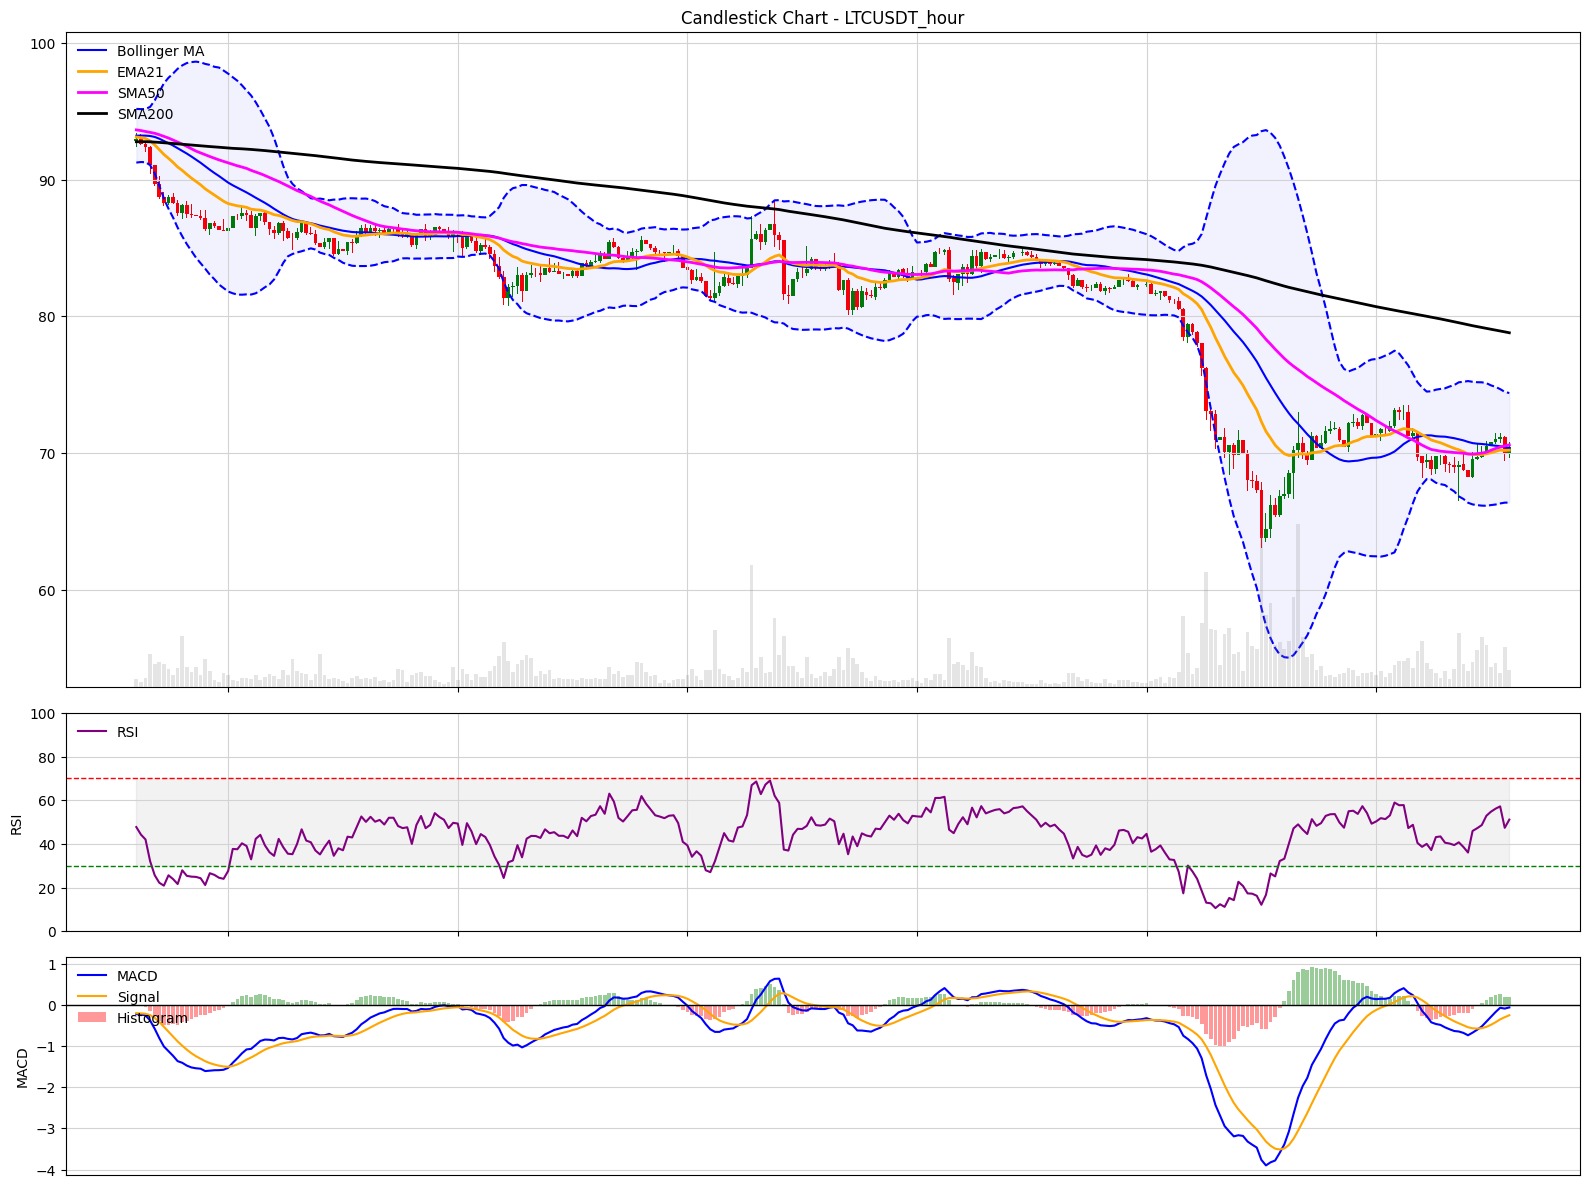 Candlestick Chart - LTCUSDT_hour
Bollinger MA
EMA21
SMA50
SMA200
100
90
80
70
60
RSI
RSI
100
80
60
40
20
0
MACD
Signal
Histogram
MACD
1
0
−1
−2
−3
−4